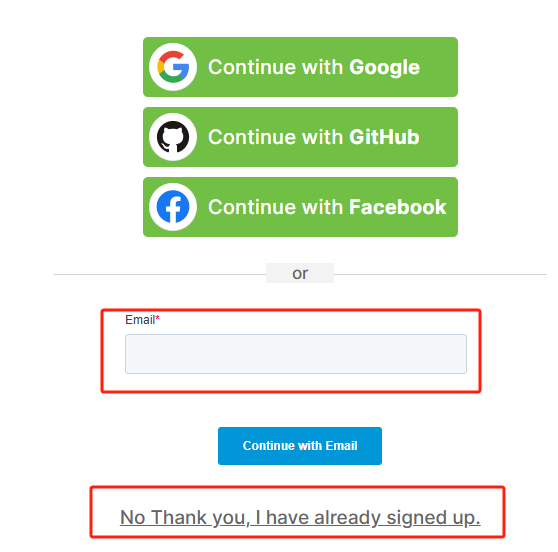 Continue with Google
Continue with GitHub
Continue with Facebook
or
Email*
Continue with Email
No Thank you, I have already signed up.